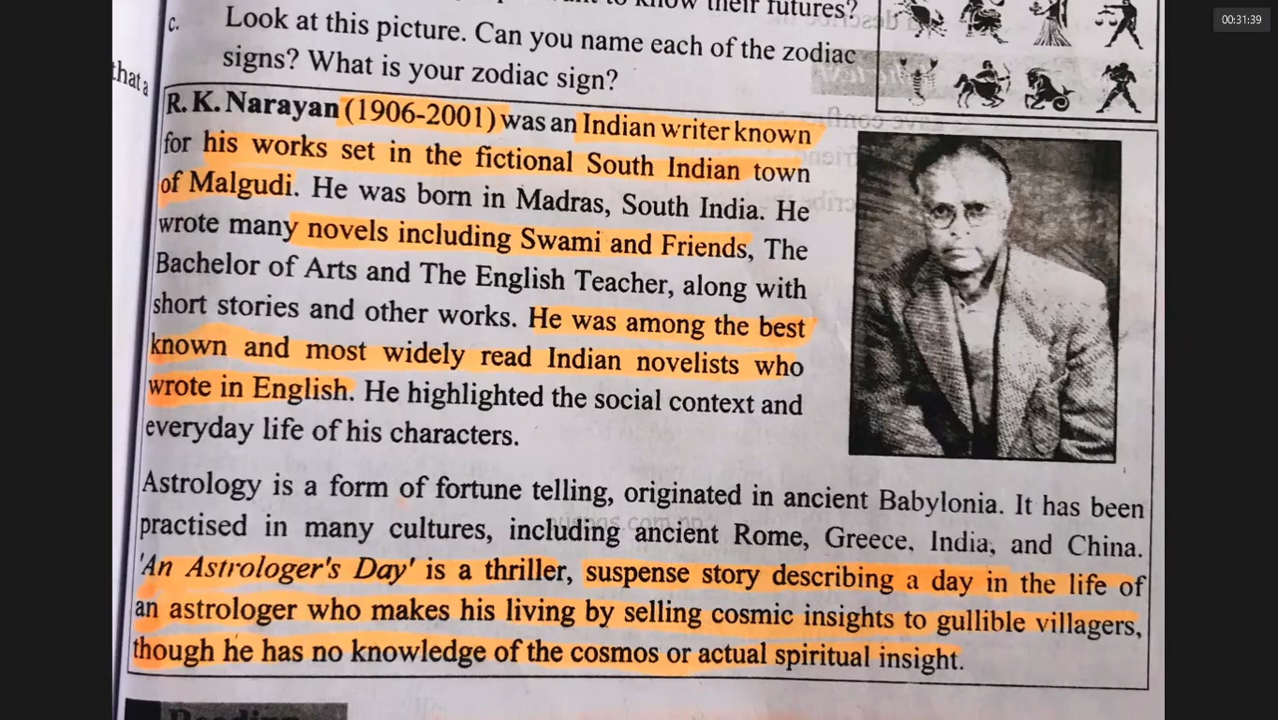 know their futures?
c. Look at this picture. Can you name each of the zodiac
signs? What is your zodiac sign?
that a
R. K. Narayan (1906-2001) was an Indian writer known
for his works set in the fictional South Indian town
of Malgudi. He was born in Madras, South India. He
wrote many novels including Swami and Friends, The
Bachelor of Arts and The English Teacher, along with
short stories and other works. He was among the best
known and most widely read Indian novelists who
wrote in English. He highlighted the social context and
everyday life of his characters.
Astrology is a form of fortune telling, originated in ancient Babylonia. It has been
practised in many cultures, including ancient Rome, Greece, India, and China.
'An Astrologer's Day' is a thriller, suspense story describing a day in the life of
an astrologer who makes his living by selling cosmic insights to gullible villagers,
though he has no knowledge of the cosmos or actual spiritual insight.
00:31:39